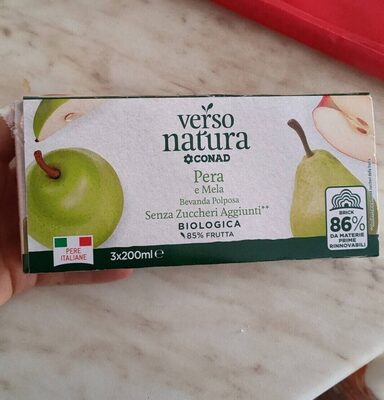 verso
natura
CONAD
Pera
e Mela
Bevanda Polposa
Senza Zuccheri Aggiunti**
BIOLOGICA
85% FRUTTA
PERE
ITALIANE
3x200ml e
BRICK
86%
DA MATERIE
PRIME
RINNOVABILI